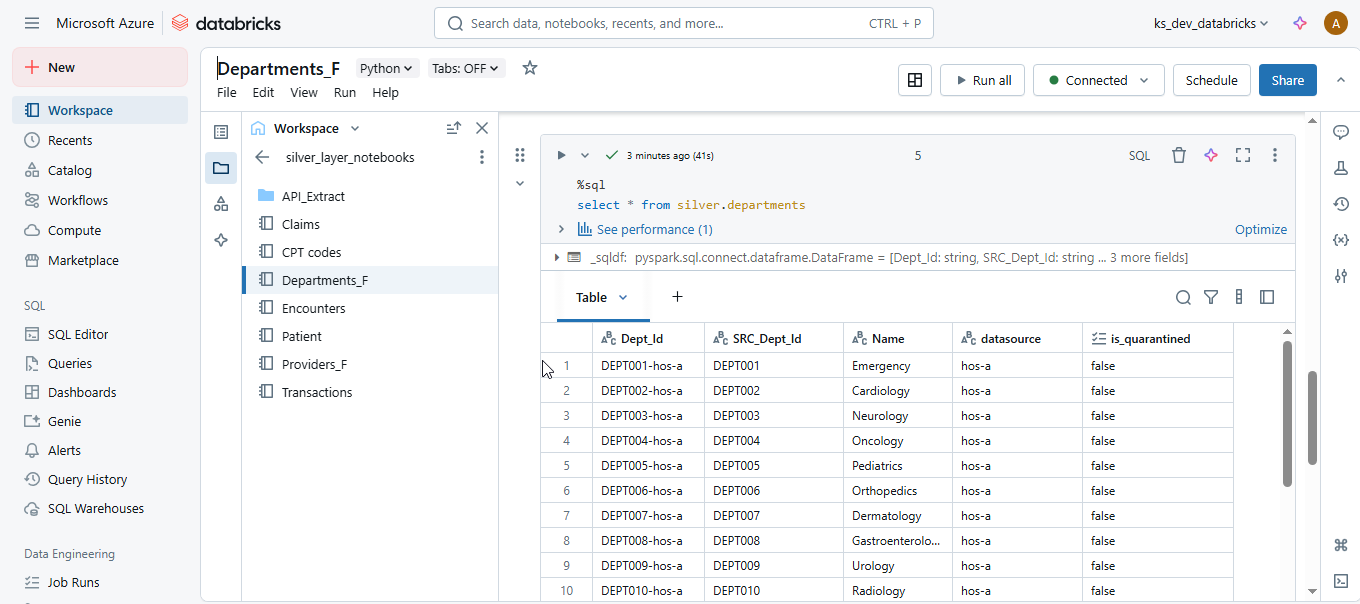 Microsoft Azure
databricks
Search data, notebooks, recents, and more...
CTRL + P
ks_dev_databricks
A
New
Workspace
Recents
Catalog
Workflows
Compute
Marketplace
SQL
SQL Editor
Queries
Dashboards
Genie
Alerts
Query History
SQL Warehouses
Data Engineering
Job Runs
Departments_F
Python
Tabs: OFF
File Edit View Run Help
Run all
Connected
Schedule
Share
Workspace
silver_layer_notebooks
API_Extract
Claims
CPT codes
Departments_F
Encounters
Patient
Providers_F
Transactions
3 minutes ago (41s)
5
SQL
%sql
select * from silver.departments
See performance (1)
Optimize
_sqldf: pyspark.sql.connect.dataframe.DataFrame = [Dept_Id: string, SRC_Dept_Id: string ... 3 more fields]
Table
+
Dept_Id SRC_Dept_Id Name datasource is_quarantined
1 DEPT001-hos-a DEPT001 Emergency hos-a false
2 DEPT002-hos-a DEPT002 Cardiology hos-a false
3 DEPT003-hos-a DEPT003 Neurology hos-a false
4 DEPT004-hos-a DEPT004 Oncology hos-a false
5 DEPT005-hos-a DEPT005 Pediatrics hos-a false
6 DEPT006-hos-a DEPT006 Orthopedics hos-a false
7 DEPT007-hos-a DEPT007 Dermatology hos-a false
8 DEPT008-hos-a DEPT008 Gastroenterolo... hos-a false
9 DEPT009-hos-a DEPT009 Urology hos-a false
10 DEPT010-hos-a DEPT010 Radiology hos-a false